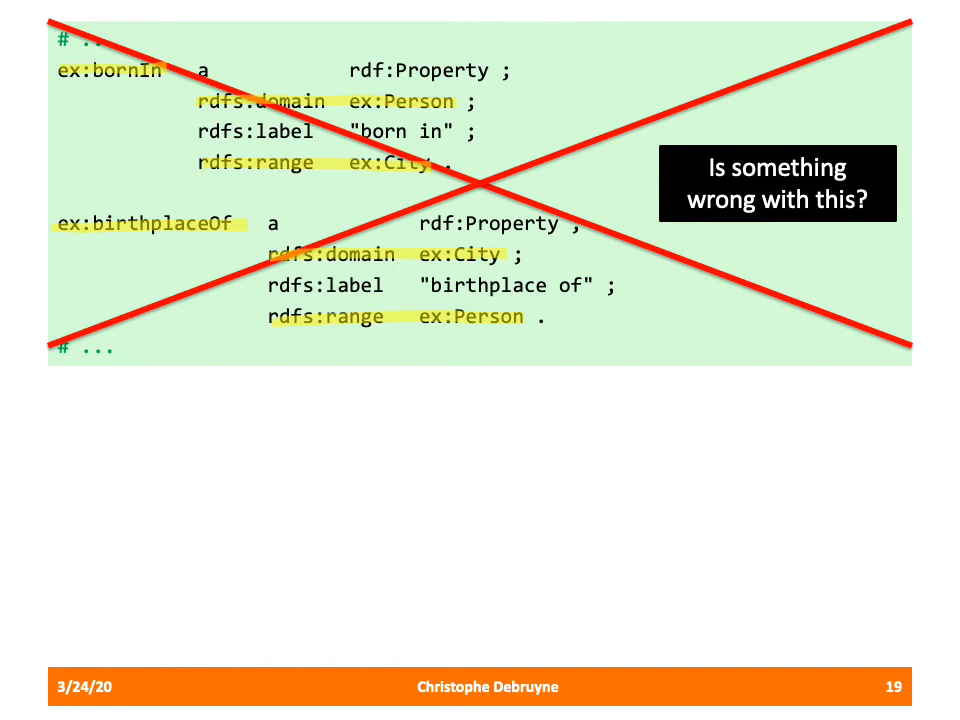 # ...
ex:bornIn a rdf:Property ;
rdfs:domain ex:Person ;
rdfs:label "born in" ;
rdfs:range ex:City .
Is something
wrong with this?
ex:birthplaceOf a rdf:Property ;
rdfs:domain ex:City ;
rdfs:label "birthplace of" ;
rdfs:range ex:Person .
# ...
3/24/20 Christophe Debruyne 19